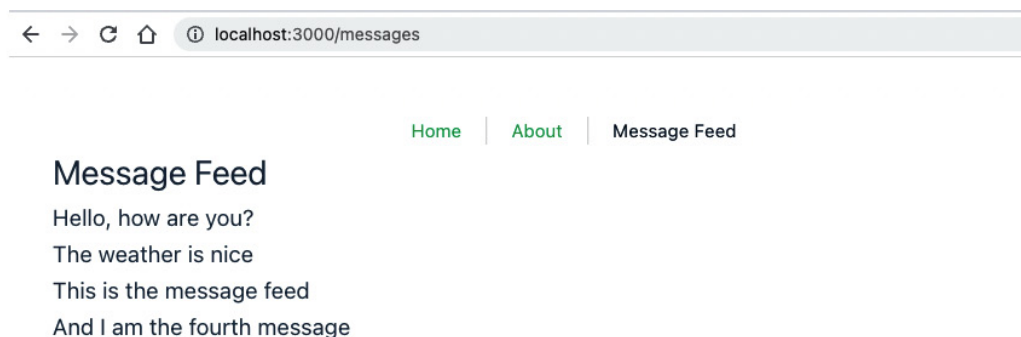 localhost:3000/messages
Home About Message Feed
Message Feed
Hello, how are you?
The weather is nice
This is the message feed
And I am the fourth message